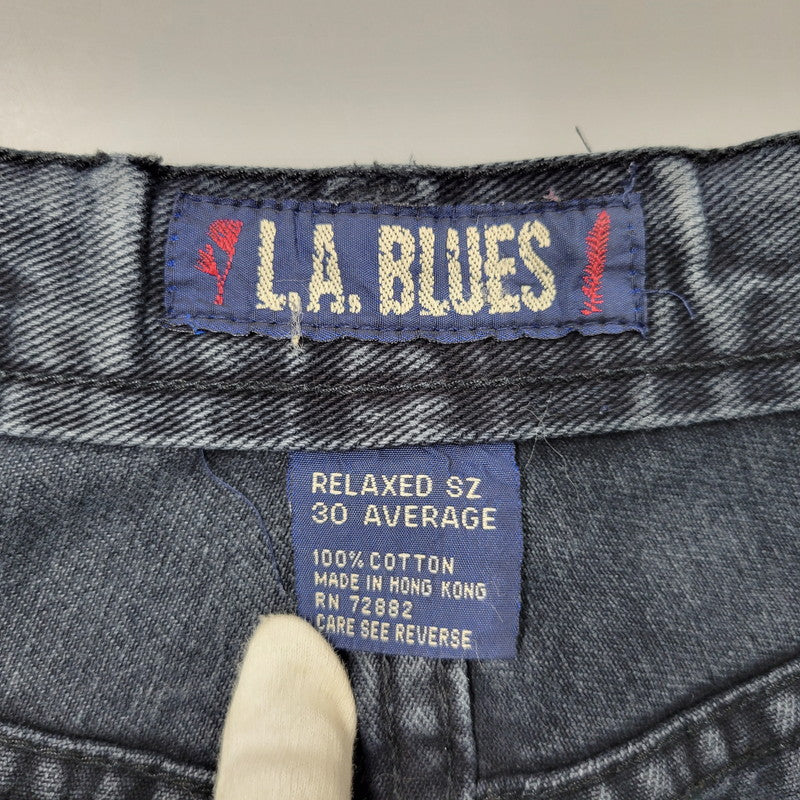 L.A. BLUES
RELAXED SZ
30 AVERAGE
100% COTTON
MADE IN HONG KONG
RN 72882
CARE SEE REVERSE